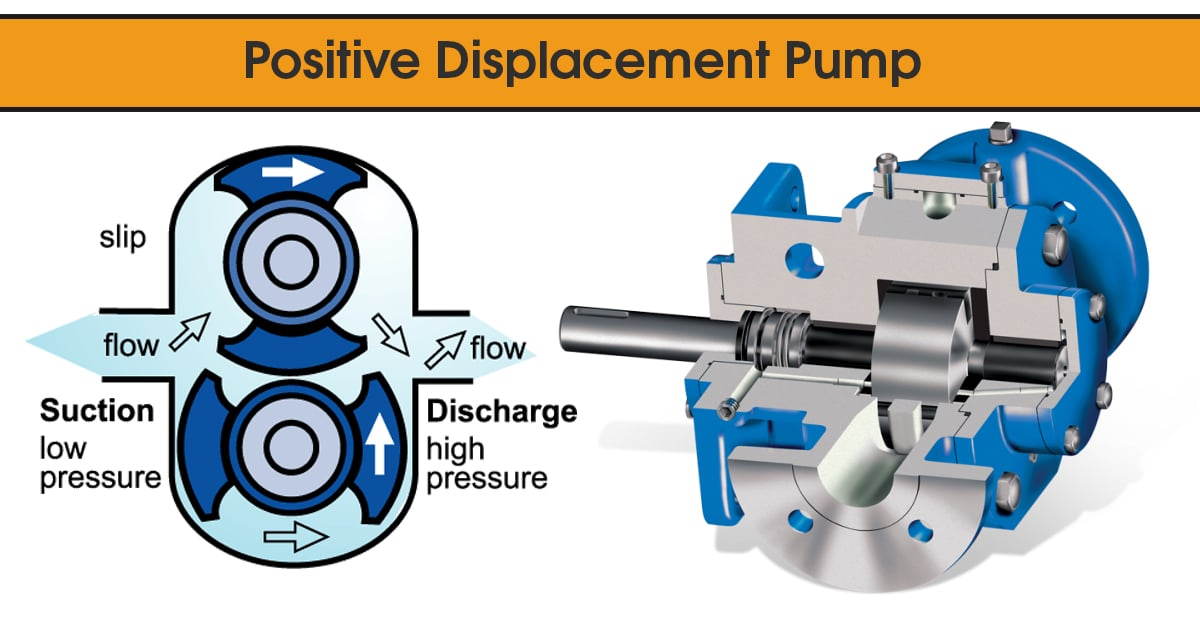 Positive Displacement Pump
slip
flow
flow
Suction
low
pressure
Discharge
high
pressure